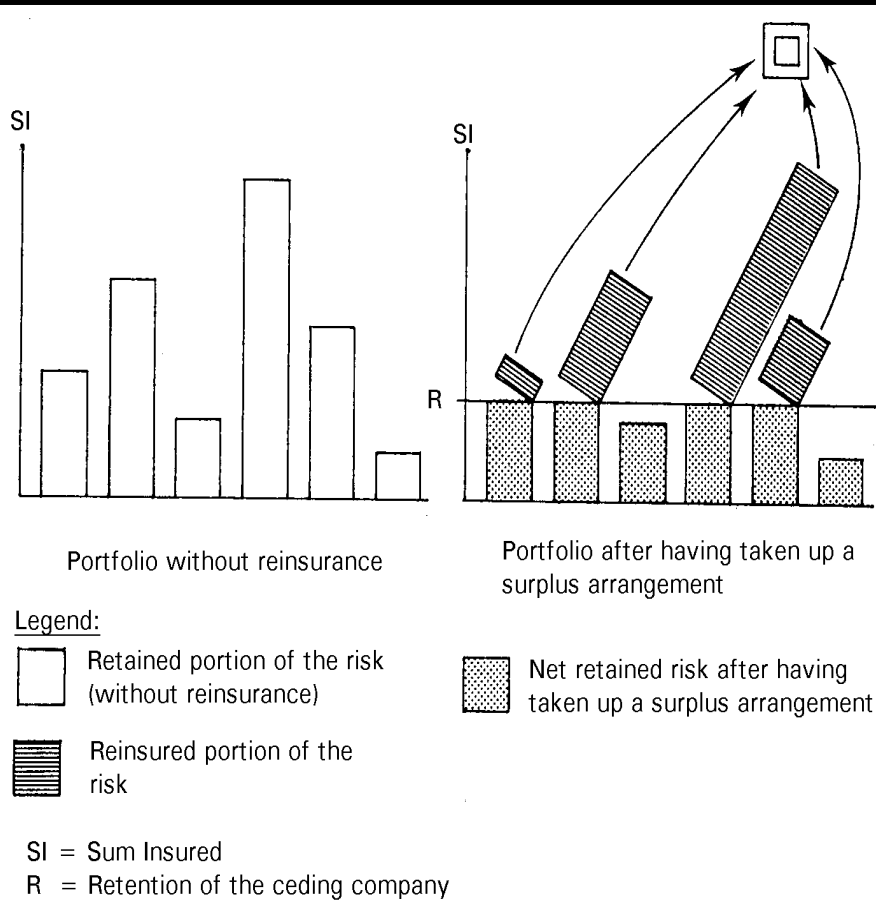 SI
SI
R
Portfolio without reinsurance
Portfolio after having taken up a
surplus arrangement
Legend:
Retained portion of the risk
(without reinsurance)
Net retained risk after having
taken up a surplus arrangement
Reinsured portion of the
risk
SI = Sum Insured
R = Retention of the ceding company